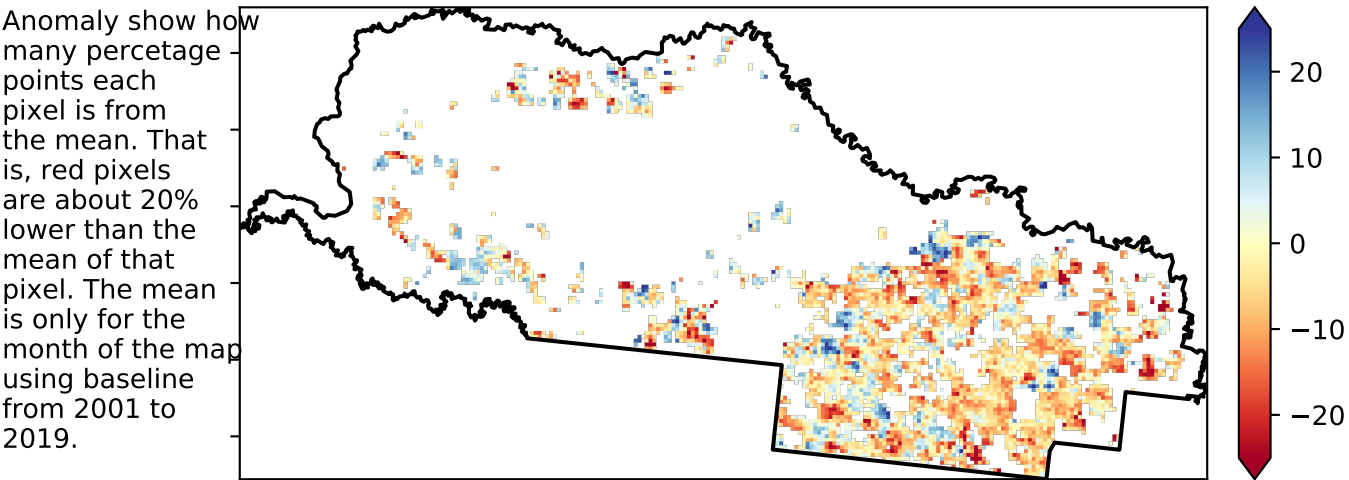 Anomaly show how
many percetage
points each
pixel is from
the mean. That
is, red pixels
are about 20%
lower than the
mean of that
pixel. The mean
is only for the
month of the map
using baseline
from 2001 to
2019.
20
10
0
−10
−20